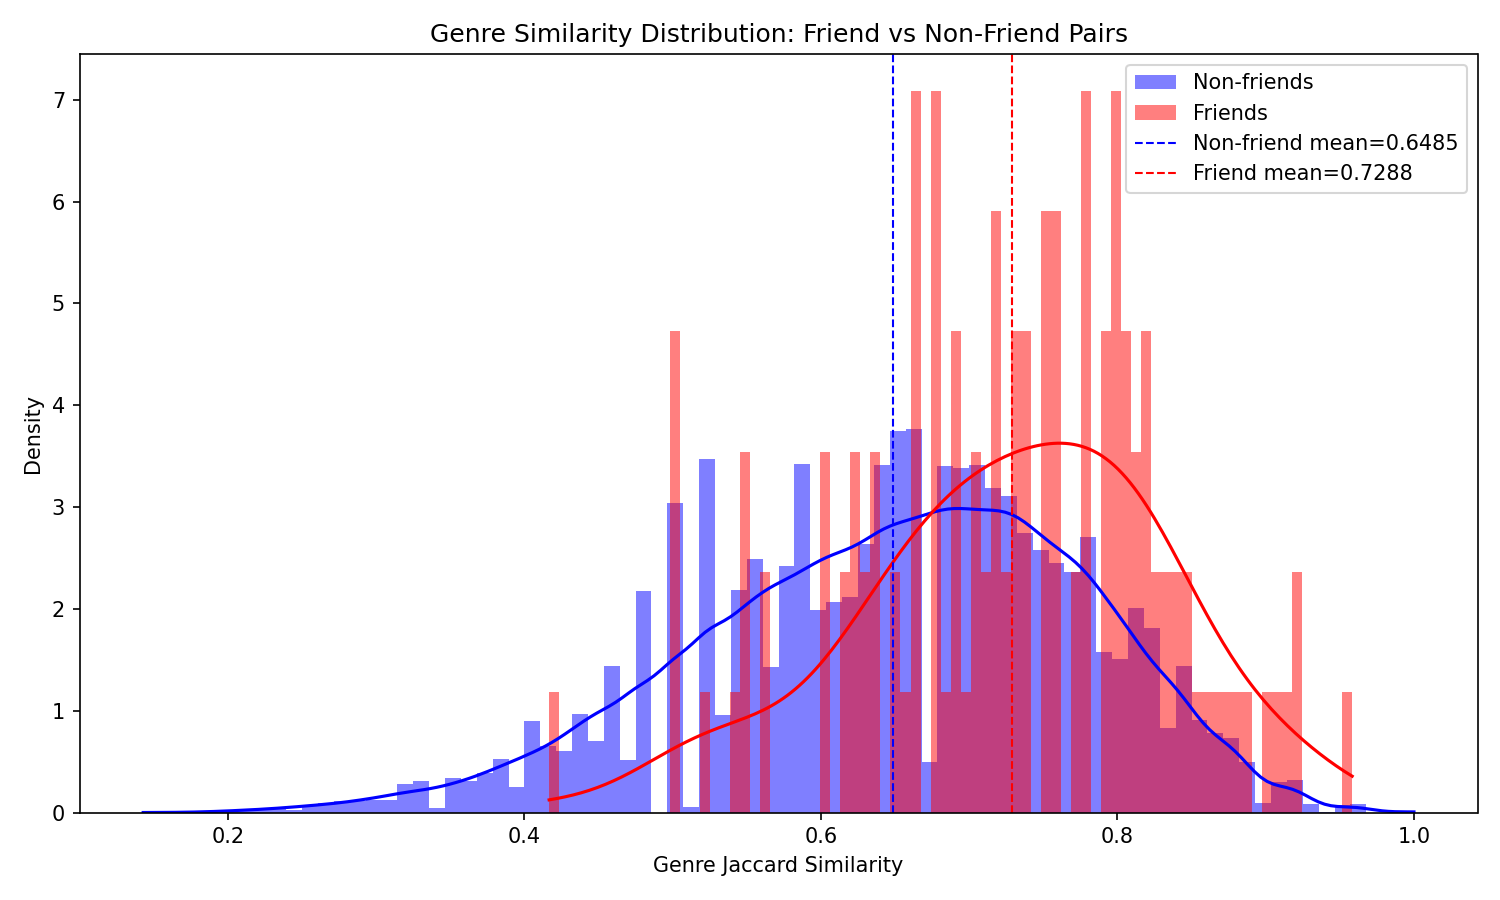 Genre Similarity Distribution: Friend vs Non-Friend Pairs
Non-friends
Friends
Non-friend mean=0.6485
Friend mean=0.7288
Density
7
6
5
4
3
2
1
0
0.2 0.4 0.6 0.8 1.0
Genre Jaccard Similarity